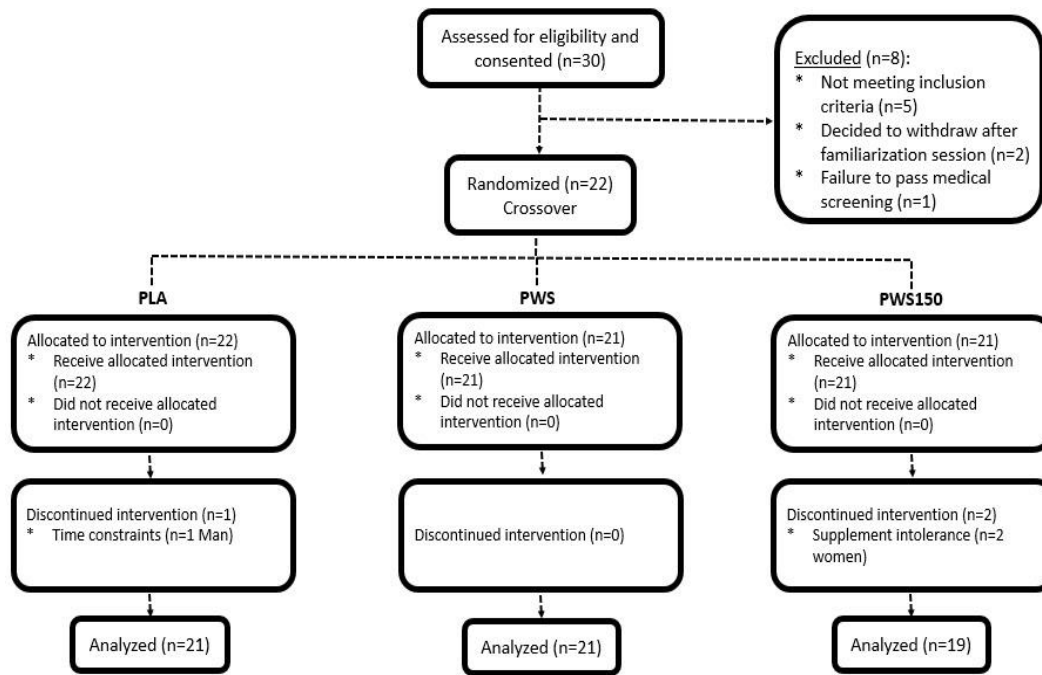 Assessed for eligibility and
consented (n=30)
Excluded (n=8):
* Not meeting inclusion
criteria (n=5)
* Decided to withdraw after
familiarization session (n=2)
* Failure to pass medical
screening (n=1)
Randomized (n=22)
Crossover
PLA
Allocated to intervention (n=22)
* Receive allocated intervention
(n=22)
* Did not receive allocated
intervention (n=0)
Discontinued intervention (n=1)
* Time constraints (n=1 Man)
Analyzed (n=21)
PWS
Allocated to intervention (n=21)
* Receive allocated intervention
(n=21)
* Did not receive allocated
intervention (n=0)
Discontinued intervention (n=0)
Analyzed (n=21)
PWS150
Allocated to intervention (n=21)
* Receive allocated intervention
(n=21)
* Did not receive allocated
intervention (n=0)
Discontinued intervention (n=2)
* Supplement intolerance (n=2
women)
Analyzed (n=19)